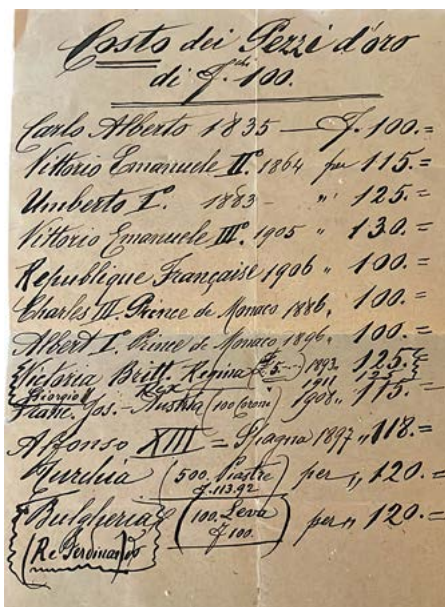 Costo dei Pezzi d'oro
di F.chi 100.
Carlo Alberto 1835 — F. 100.=
Vittorio Emanuele II° 1864 per 115.=
Umberto I° 1883 - " 125.=
Vittorio Emanuele III° 1905 " 130.=
Republique Française 1906 " 100.=
Charles III. Prince de Monaco 1886, 100.=
Albert I° Prince de Monaco 1896 " 100.=
Victoria Britt. Regina (£ 5 ...) 1893 " 125.=
Giorgio V Rex 1911 125.=
Franc. Jos. - Austria (100 Corone) 1908 " 115.=
Alfonso XIII = Spagna 1897 " 118.=
Turchia (500. Piastre F. 113.92) per " 120.=
Bulgheria (100. Leva F 100.) per " 120.=
(Re Ferdinando)